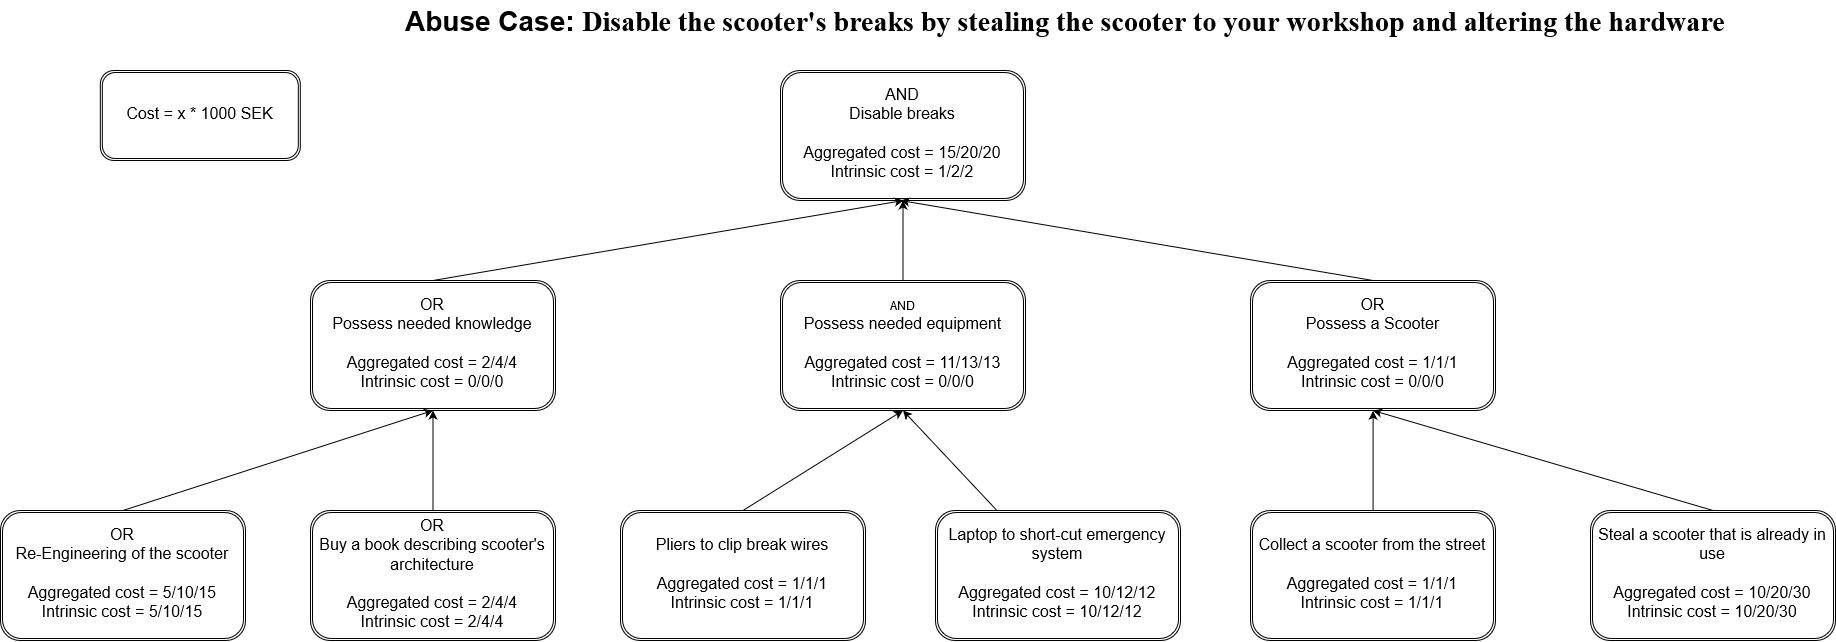 Abuse Case: Disable the scooter's breaks by stealing the scooter to your workshop and altering the hardware
Cost = x * 1000 SEK
AND
Disable breaks
Aggregated cost = 15/20/20
Intrinsic cost = 1/2/2
OR
Possess needed knowledge
Aggregated cost = 2/4/4
Intrinsic cost = 0/0/0
AND
Possess needed equipment
Aggregated cost = 11/13/13
Intrinsic cost = 0/0/0
OR
Possess a Scooter
Aggregated cost = 1/1/1
Intrinsic cost = 0/0/0
OR
Re-Engineering of the scooter
Aggregated cost = 5/10/15
Intrinsic cost = 5/10/15
OR
Buy a book describing scooter's
architecture
Aggregated cost = 2/4/4
Intrinsic cost = 2/4/4
Pliers to clip break wires
Aggregated cost = 1/1/1
Intrinsic cost = 1/1/1
Laptop to short-cut emergency
system
Aggregated cost = 10/12/12
Intrinsic cost = 10/12/12
Collect a scooter from the street
Aggregated cost = 1/1/1
Intrinsic cost = 1/1/1
Steal a scooter that is already in
use
Aggregated cost = 10/20/30
Intrinsic cost = 10/20/30